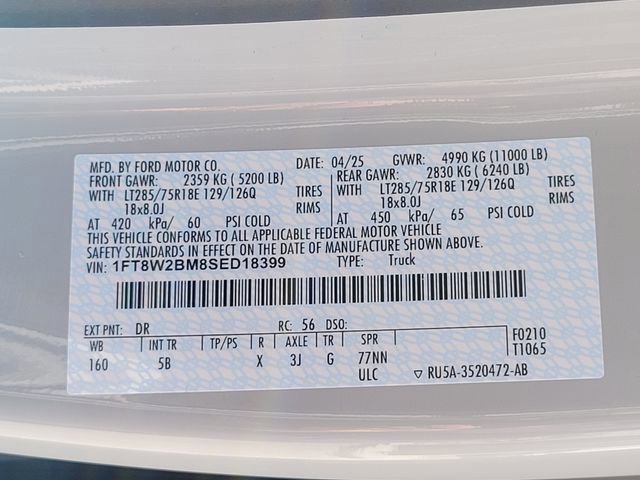 MFD. BY FORD MOTOR CO.
DATE: 04/25 GVWR: 4990 KG (11000 LB)
FRONT GAWR: 2359 KG ( 5200 LB) REAR GAWR: 2830 KG ( 6240 LB)
WITH LT285/75R18E 129/126Q TIRES WITH LT285/75R18E 129/126Q TIRES
18x8.0J RIMS 18x8.0J RIMS
AT 420 kPa/ 60 PSI COLD AT 450 kPa/ 65 PSI COLD
THIS VEHICLE CONFORMS TO ALL APPLICABLE FEDERAL MOTOR VEHICLE
SAFETY STANDARDS IN EFFECT ON THE DATE OF MANUFACTURE SHOWN ABOVE.
VIN: 1FT8W2BM8SED18399 TYPE: Truck
EXT PNT: DR RC: 56 DSO:
WB INT TR TP/PS R AXLE TR SPR F0210
160 5B X 3J G 77NN T1065
ULC ▽ RU5A-3520472-AB